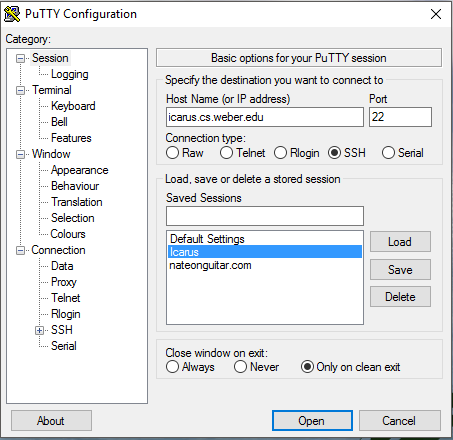 PuTTY Configuration
Category:
Session
Logging
Terminal
Keyboard
Bell
Features
Window
Appearance
Behaviour
Translation
Selection
Colours
Connection
Data
Proxy
Telnet
Rlogin
SSH
Serial
Basic options for your PuTTY session
Specify the destination you want to connect to
Host Name (or IP address) Port
icarus.cs.weber.edu 22
Connection type:
Raw Telnet Rlogin SSH Serial
Load, save or delete a stored session
Saved Sessions
Default Settings
Icarus
nateonguitar.com
Load
Save
Delete
Close window on exit:
Always Never Only on clean exit
About Open Cancel